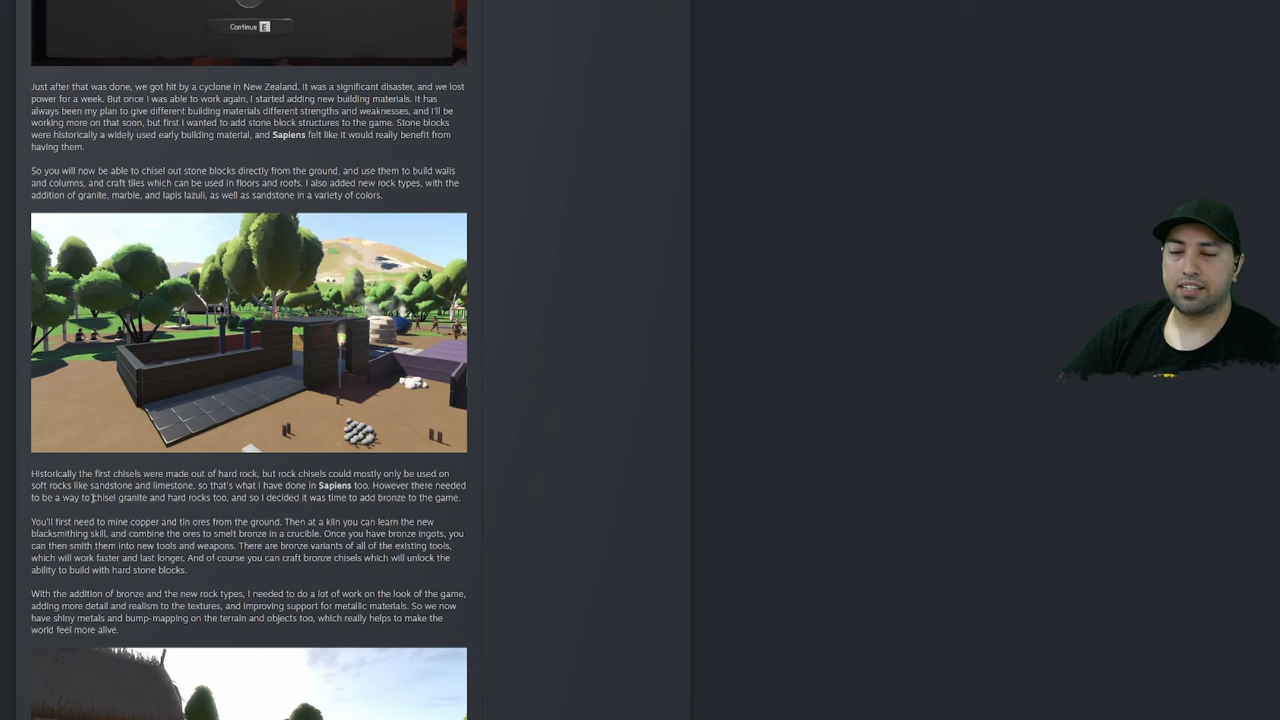 Continue E
Just after that was done, we got hit by a cyclone in New Zealand. It was a significant disaster, and we lost
power for a week. But once I was able to work again, I started adding new building materials. It has
always been my plan to give different building materials different strengths and weaknesses, and I'll be
working more on that soon, but first I wanted to add stone block structures to the game. Stone blocks
were historically a widely used early building material, and Sapiens felt like it would really benefit from
having them.
So you will now be able to chisel out stone blocks directly from the ground, and use them to build walls
and columns, and craft tiles which can be used in floors and roofs. I also added new rock types, with the
addition of granite, marble, and lapis lazuli, as well as sandstone in a variety of colors.
Historically the first chisels were made out of hard rock, but rock chisels could mostly only be used on
soft rocks like sandstone and limestone, so that's what I have done in Sapiens too. However there needed
to be a way to chisel granite and hard rocks too, and so I decided it was time to add bronze to the game.
You'll first need to mine copper and tin ores from the ground. Then at a kiln you can learn the new
blacksmithing skill, and combine the ores to smelt bronze in a crucible. Once you have bronze ingots, you
can then smith them into new tools and weapons. There are bronze variants of all of the existing tools,
which will work faster and last longer. And of course you can craft bronze chisels which will unlock the
ability to build with hard stone blocks.
With the addition of bronze and the new rock types, I needed to do a lot of work on the look of the game,
adding more detail and realism to the textures, and improving support for metallic materials. So we now
have shiny metals and bump-mapping on the terrain and objects too, which really helps to make the
world feel more alive.